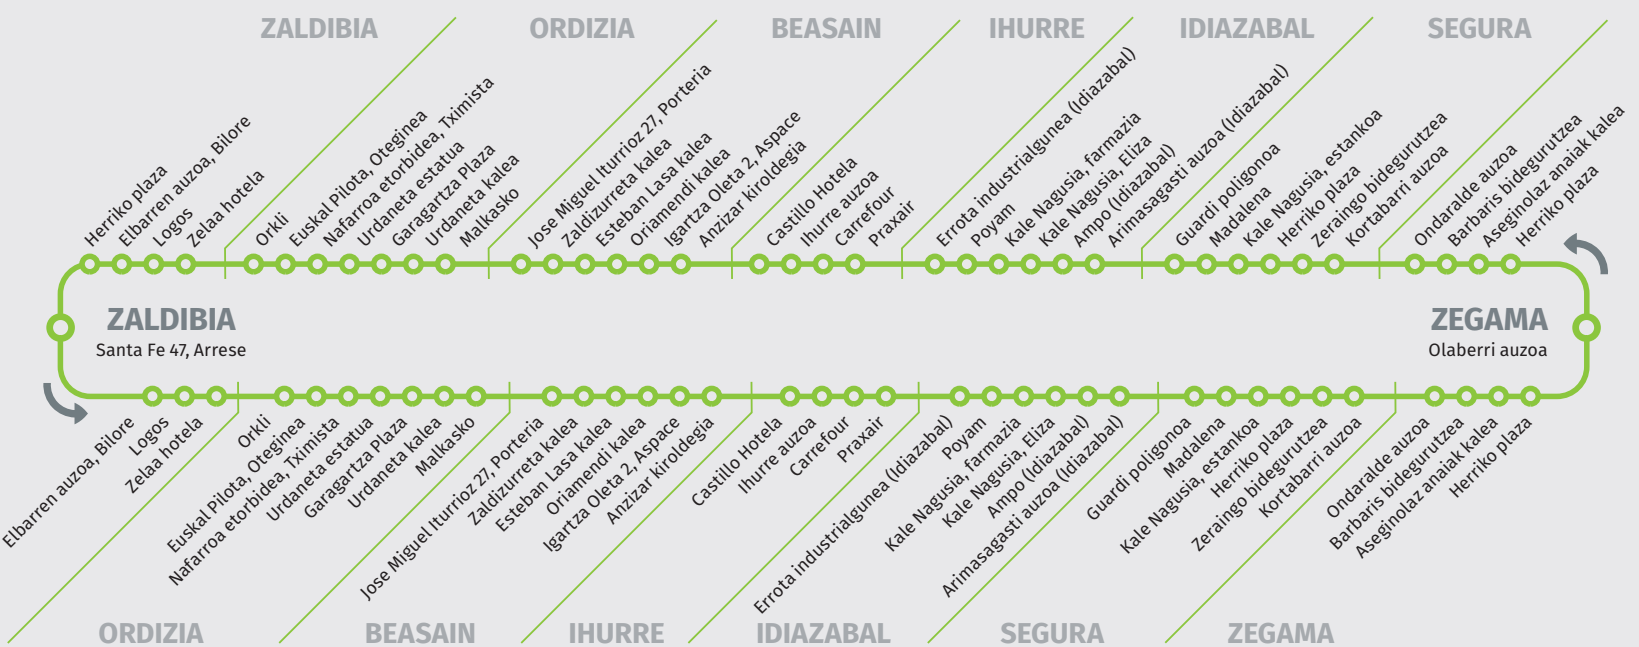 ZALDIBIA
ORDIZIA
BEASAIN
IHURRE
IDIAZABAL
SEGURA
Herriko plaza
Elbarren auzoa, Bilore
Logos
Zelaa hotela
Orkli
Euskal Pilota, Oteginea
Nafarroa etorbidea, Tximista
Urdaneta estatua
Garagartza Plaza
Urdaneta kalea
Malkasko
Jose Miguel Iturrioz 27, Porteria
Zaldizurreta kalea
Esteban Lasa kalea
Oriamendi kalea
Igartza Oleta 2, Aspace
Anzizar kiroldegia
Castillo Hotela
Ihurre auzoa
Carrefour
Praxair
Errota industrialgunea (Idiazabal)
Poyam
Kale Nagusia, farmazia
Kale Nagusia, Eliza
Ampo (Idiazabal)
Arimasagasti auzoa (Idiazabal)
Guardi poligonoa
Madalena
Kale Nagusia, estankoa
Herriko plaza
Zeraingo bidegurutzea
Kortabarri auzoa
Ondaralde auzoa
Barbaris bidegurutzea
Aseginolaz anaiak kalea
Herriko plaza
ZALDIBIA
Santa Fe 47, Arrese
ZEGAMA
Olaberri auzoa
Elbarren auzoa, Bilore
Logos
Zelaa hotela
Orkli
Euskal Pilota, Oteginea
Nafarroa etorbidea, Tximista
Urdaneta estatua
Garagartza Plaza
Urdaneta kalea
Malkasko
Jose Miguel Iturrioz 27, Porteria
Zaldizurreta kalea
Esteban Lasa kalea
Oriamendi kalea
Igartza Oleta 2, Aspace
Anzizar kiroldegia
Castillo Hotela
Ihurre auzoa
Carrefour
Praxair
Errota industrialgunea (Idiazabal)
Poyam
Kale Nagusia, farmazia
Kale Nagusia, Eliza
Ampo (Idiazabal)
Arimasagasti auzoa (Idiazabal)
Guardi poligonoa
Madalena
Kale Nagusia, estankoa
Herriko plaza
Zeraingo bidegurutzea
Kortabarri auzoa
Ondaralde auzoa
Barbaris bidegurutzea
Aseginolaz anaiak kalea
Herriko plaza
ORDIZIA
BEASAIN
IHURRE
IDIAZABAL
SEGURA
ZEGAMA